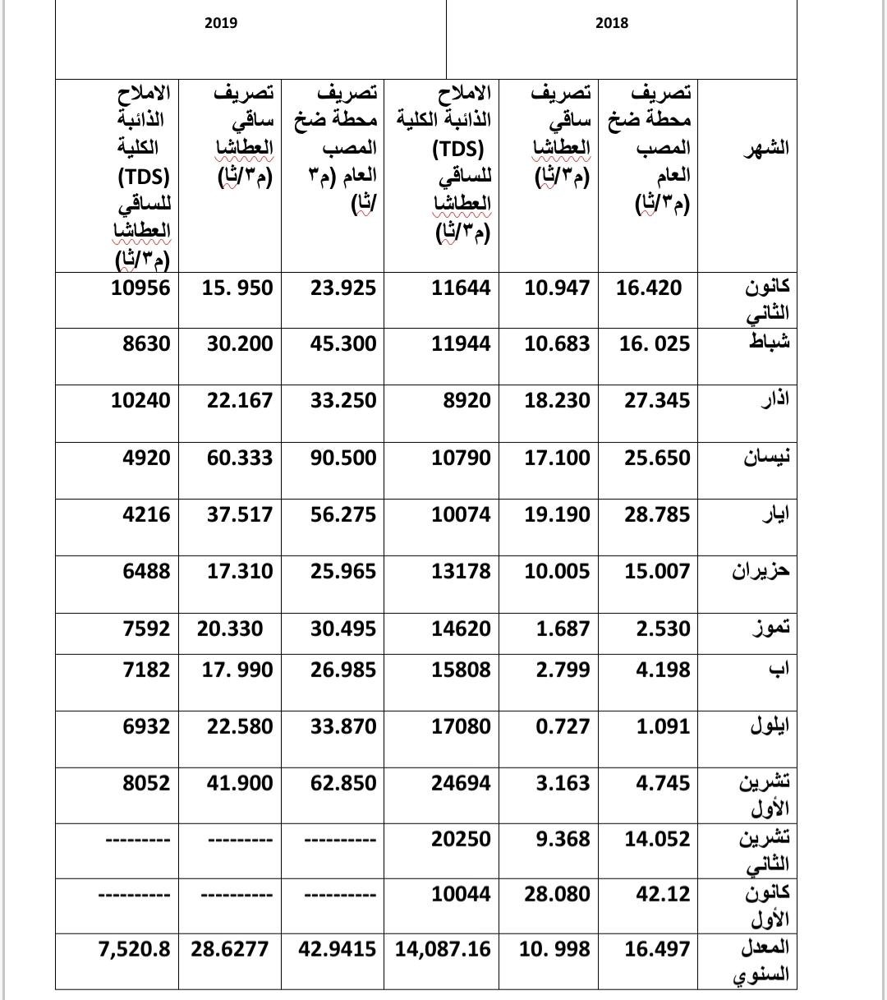 2018 2019
الشهر تصريف محطة ضخ المصب العام (م٣/ثا) تصريف ساقي العطاشا (م٣/ثا) الاملاح الذائبة الكلية (TDS) للساقي العطاشا (م٣/ثا) تصريف محطة ضخ المصب العام (م٣ /ثا) تصريف ساقي العطاشا (م٣/ثا) الاملاح الذائبة الكلية (TDS) للساقي العطاشا (م٣/ثا)
كانون الثاني 16.420 10.947 11644 23.925 15. 950 10956
شباط 16. 025 10.683 11944 45.300 30.200 8630
اذار 27.345 18.230 8920 33.250 22.167 10240
نيسان 25.650 17.100 10790 90.500 60.333 4920
ايار 28.785 19.190 10074 56.275 37.517 4216
حزيران 15.007 10.005 13178 25.965 17.310 6488
تموز 2.530 1.687 14620 30.495 20.330 7592
اب 4.198 2.799 15808 26.985 17. 990 7182
ايلول 1.091 0.727 17080 33.870 22.580 6932
تشرين الأول 4.745 3.163 24694 62.850 41.900 8052
تشرين الثاني 14.052 9.368 20250 ---------- --------- ---------
كانون الأول 42.12 28.080 10044 ---------- ---------- ----------
المعدل السنوي 16.497 10. 998 14,087.16 42.9415 28.6277 7,520.8